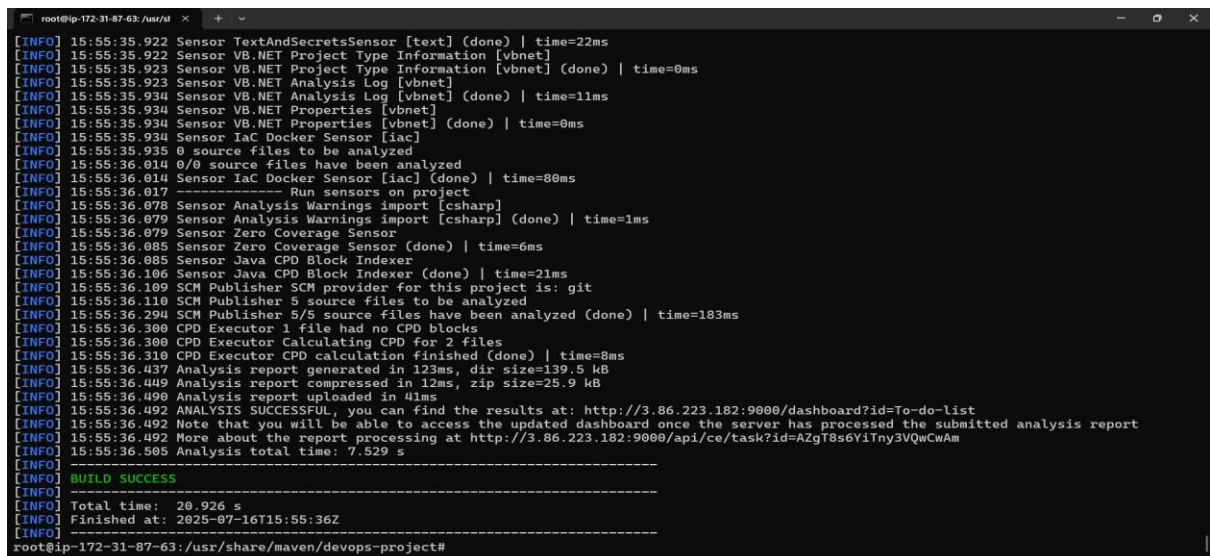 root@ip-172-31-87-63: /usr/sl
[INFO] 15:55:35.922 Sensor TextAndSecretsSensor [text] (done) | time=22ms
[INFO] 15:55:35.922 Sensor VB.NET Project Type Information [vbnet]
[INFO] 15:55:35.923 Sensor VB.NET Project Type Information [vbnet] (done) | time=0ms
[INFO] 15:55:35.923 Sensor VB.NET Analysis Log [vbnet]
[INFO] 15:55:35.934 Sensor VB.NET Analysis Log [vbnet] (done) | time=11ms
[INFO] 15:55:35.934 Sensor VB.NET Properties [vbnet]
[INFO] 15:55:35.934 Sensor VB.NET Properties [vbnet] (done) | time=0ms
[INFO] 15:55:35.934 Sensor IaC Docker Sensor [iac]
[INFO] 15:55:35.935 0 source files to be analyzed
[INFO] 15:55:36.014 0/0 source files have been analyzed
[INFO] 15:55:36.014 Sensor IaC Docker Sensor [iac] (done) | time=80ms
[INFO] 15:55:36.017 ------------- Run sensors on project
[INFO] 15:55:36.078 Sensor Analysis Warnings import [csharp]
[INFO] 15:55:36.079 Sensor Analysis Warnings import [csharp] (done) | time=1ms
[INFO] 15:55:36.079 Sensor Zero Coverage Sensor
[INFO] 15:55:36.085 Sensor Zero Coverage Sensor (done) | time=6ms
[INFO] 15:55:36.085 Sensor Java CPD Block Indexer
[INFO] 15:55:36.106 Sensor Java CPD Block Indexer (done) | time=21ms
[INFO] 15:55:36.109 SCM Publisher SCM provider for this project is: git
[INFO] 15:55:36.110 SCM Publisher 5 source files to be analyzed
[INFO] 15:55:36.294 SCM Publisher 5/5 source files have been analyzed (done) | time=183ms
[INFO] 15:55:36.300 CPD Executor 1 file had no CPD blocks
[INFO] 15:55:36.300 CPD Executor Calculating CPD for 2 files
[INFO] 15:55:36.310 CPD Executor CPD calculation finished (done) | time=8ms
[INFO] 15:55:36.437 Analysis report generated in 123ms, dir size=139.5 kB
[INFO] 15:55:36.449 Analysis report compressed in 12ms, zip size=25.9 kB
[INFO] 15:55:36.490 Analysis report uploaded in 41ms
[INFO] 15:55:36.492 ANALYSIS SUCCESSFUL, you can find the results at: http://3.86.223.182:9000/dashboard?id=To-do-list
[INFO] 15:55:36.492 Note that you will be able to access the updated dashboard once the server has processed the submitted analysis report
[INFO] 15:55:36.492 More about the report processing at http://3.86.223.182:9000/api/ce/task?id=AZgT8s6YiTny3VQwCwAm
[INFO] 15:55:36.505 Analysis total time: 7.529 s
[INFO] ------------------------------------------------------------------------
[INFO] BUILD SUCCESS
[INFO] ------------------------------------------------------------------------
[INFO] Total time:  20.926 s
[INFO] Finished at: 2025-07-16T15:55:36Z
[INFO] ------------------------------------------------------------------------
root@ip-172-31-87-63:/usr/share/maven/devops-project#